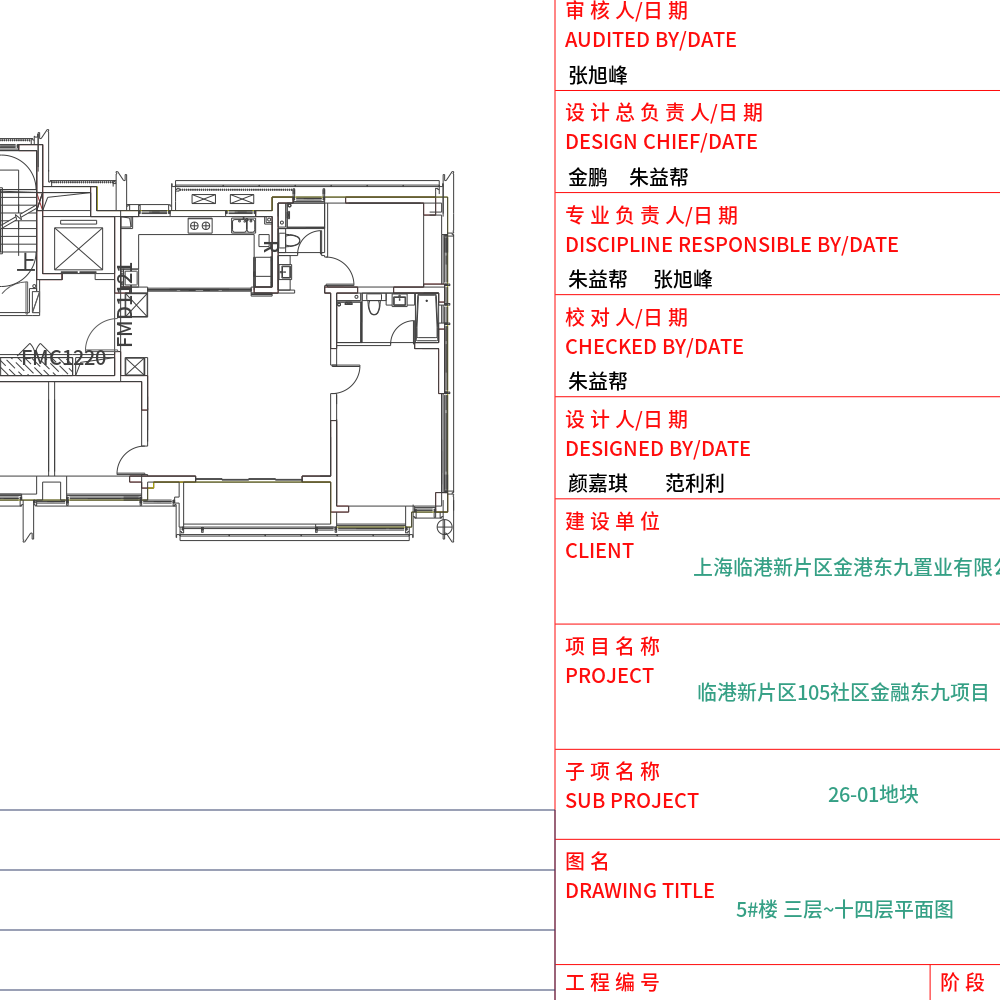 审核人/日期
AUDITED BY/DATE
张旭峰
设计总负责人/日期
DESIGN CHIEF/DATE
金鹏 朱益帮
专业负责人/日期
DISCIPLINE RESPONSIBLE BY/DATE
朱益帮 张旭峰
校对人/日期
CHECKED BY/DATE
朱益帮
设计人/日期
DESIGNED BY/DATE
颜嘉琪 范利利
建设单位
CLIENT
上海临港新片区金港东九置业有限公
项目名称
PROJECT
临港新片区105社区金融东九项目
子项名称
SUB PROJECT
26-01地块
图名
DRAWING TITLE
5#楼 三层~十四层平面图
工程编号
阶段
上
FMD1121
FMC1220